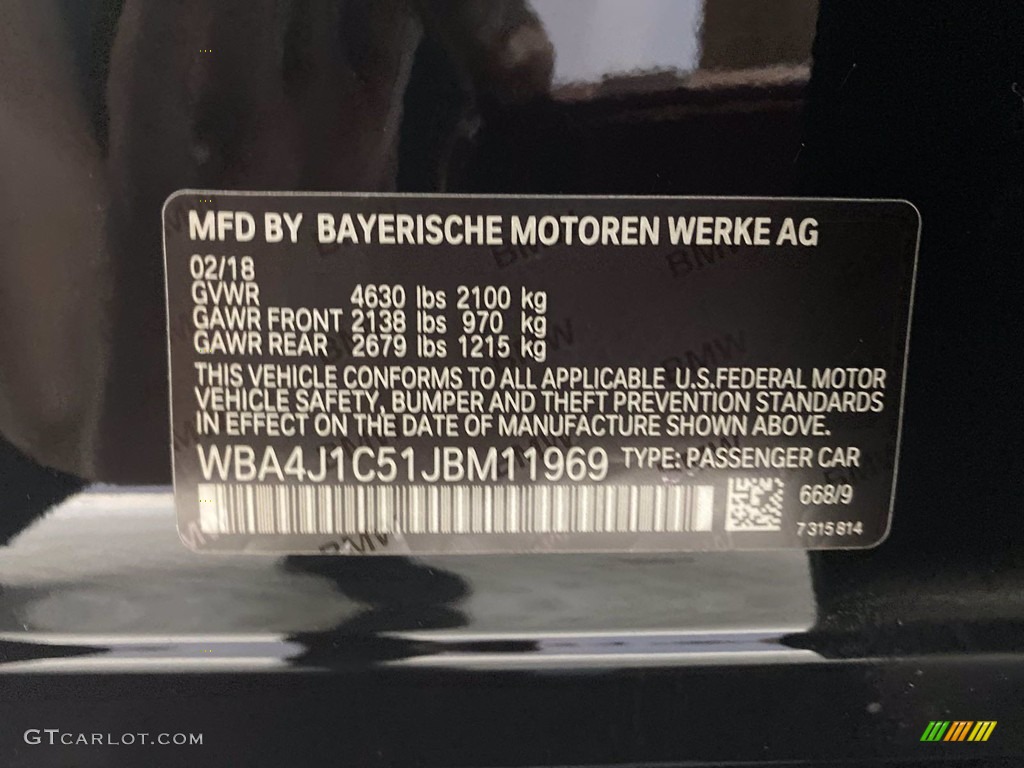 MFD BY BAYERISCHE MOTOREN WERKE AG
02/18
GVWR 4630 lbs 2100 kg
GAWR FRONT 2138 lbs 970 kg
GAWR REAR 2679 lbs 1215 kg
THIS VEHICLE CONFORMS TO ALL APPLICABLE U.S.FEDERAL MOTOR
VEHICLE SAFETY, BUMPER AND THEFT PREVENTION STANDARDS
IN EFFECT ON THE DATE OF MANUFACTURE SHOWN ABOVE.
WBA4J1C51JBM11969 TYPE: PASSENGER CAR
668/9
7315814
GTCARLOT.COM